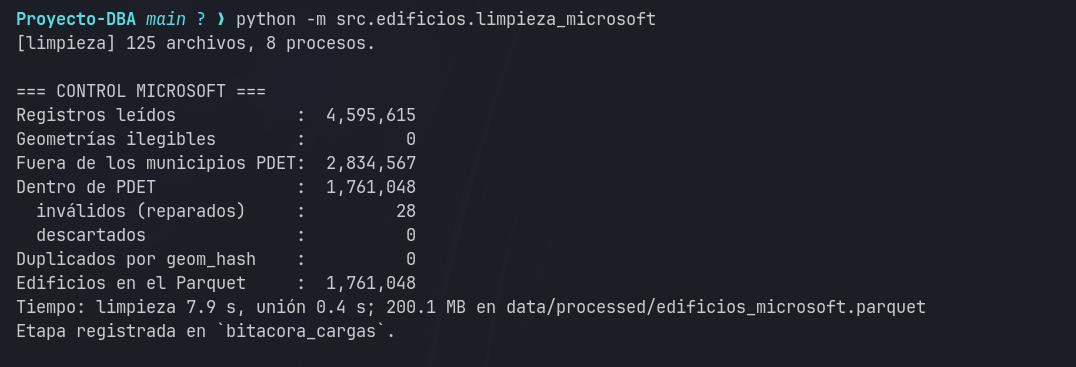 Proyecto-DBA main ? ❯ python -m src.edificios.limpieza_microsoft
[limpieza] 125 archivos, 8 procesos.
=== CONTROL MICROSOFT ===
Registros leídos            :  4,595,615
Geometrías ilegibles        :          0
Fuera de los municipios PDET:  2,834,567
Dentro de PDET              :  1,761,048
  inválidos (reparados)     :         28
  descartados               :          0
Duplicados por geom_hash    :          0
Edificios en el Parquet     :  1,761,048
Tiempo: limpieza 7.9 s, unión 0.4 s; 200.1 MB en data/processed/edificios_microsoft.parquet
Etapa registrada en `bitacora_cargas`.